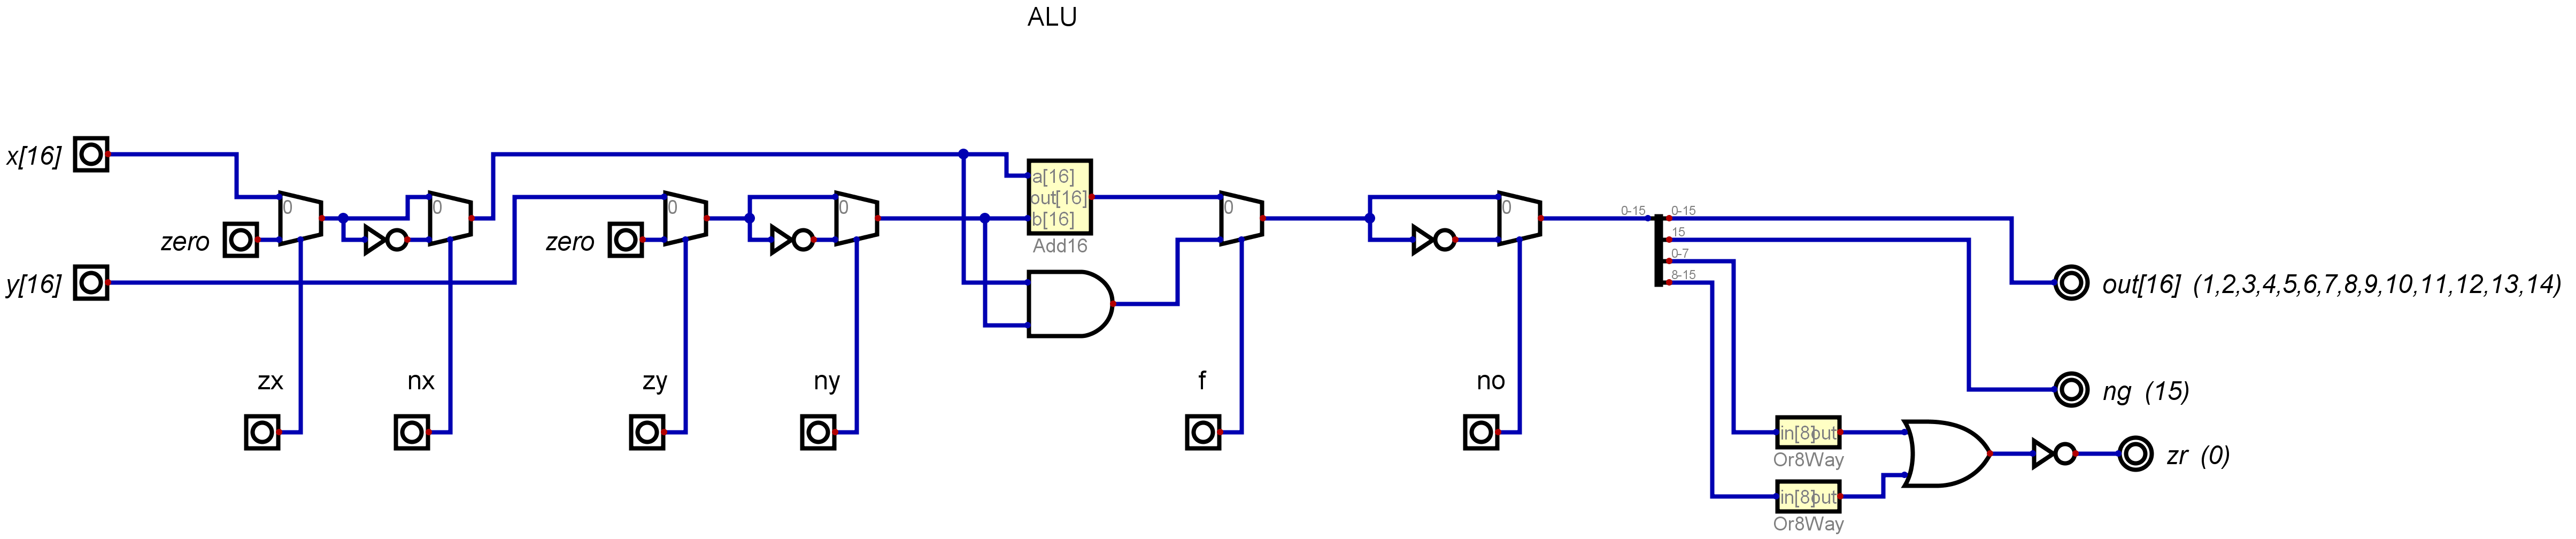 ALU
x[16]
zero
y[16]
zx
nx
0
0
zero
zy
ny
0
0
a[16]
out[16]
b[16]
Add16
0
f
0
no
0-15
0-15
15
0-7
8-15
out[16] (1,2,3,4,5,6,7,8,9,10,11,12,13,14)
ng (15)
in[8]out
Or8Way
in[8]out
Or8Way
zr (0)